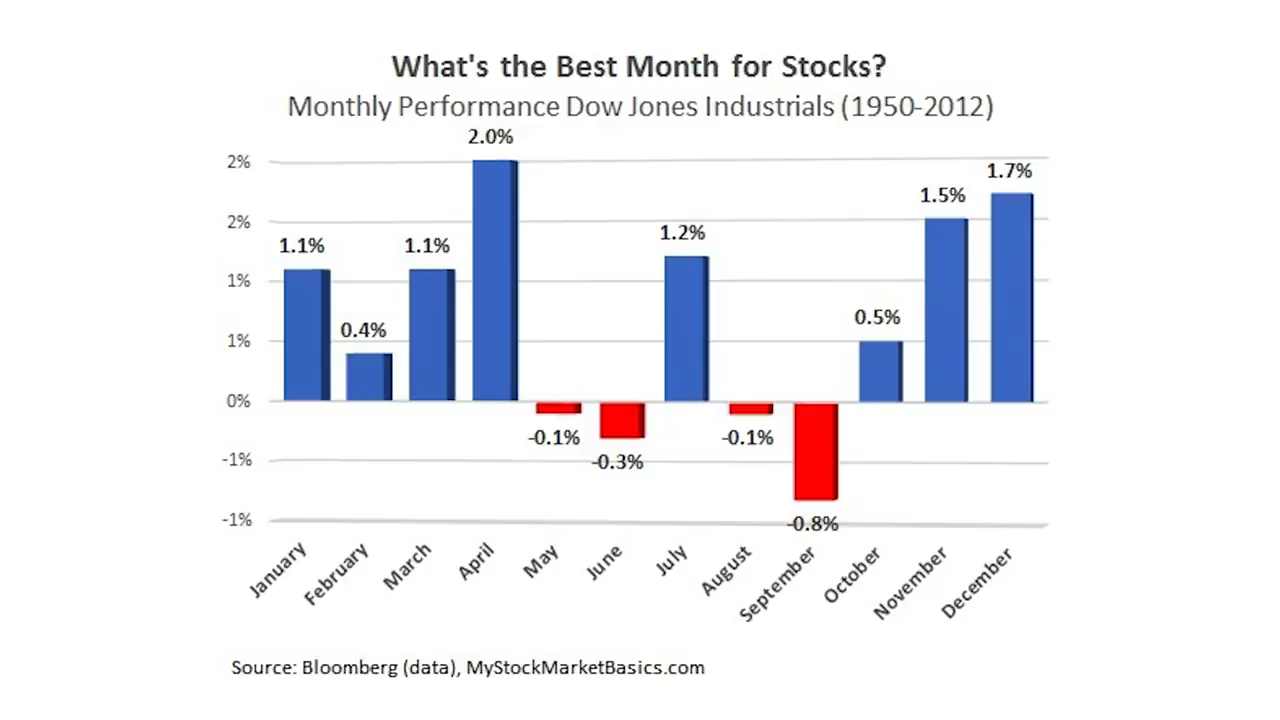 What's the Best Month for Stocks?
Monthly Performance Dow Jones Industrials (1950-2012)
2%
2%
1%
1%
0%
-1%
-1%
1.1%
0.4%
1.1%
2.0%
-0.1%
-0.3%
1.2%
-0.1%
-0.8%
0.5%
1.5%
1.7%
January
February
March
April
May
June
July
August
September
October
November
December
Source: Bloomberg (data), MyStockMarketBasics.com